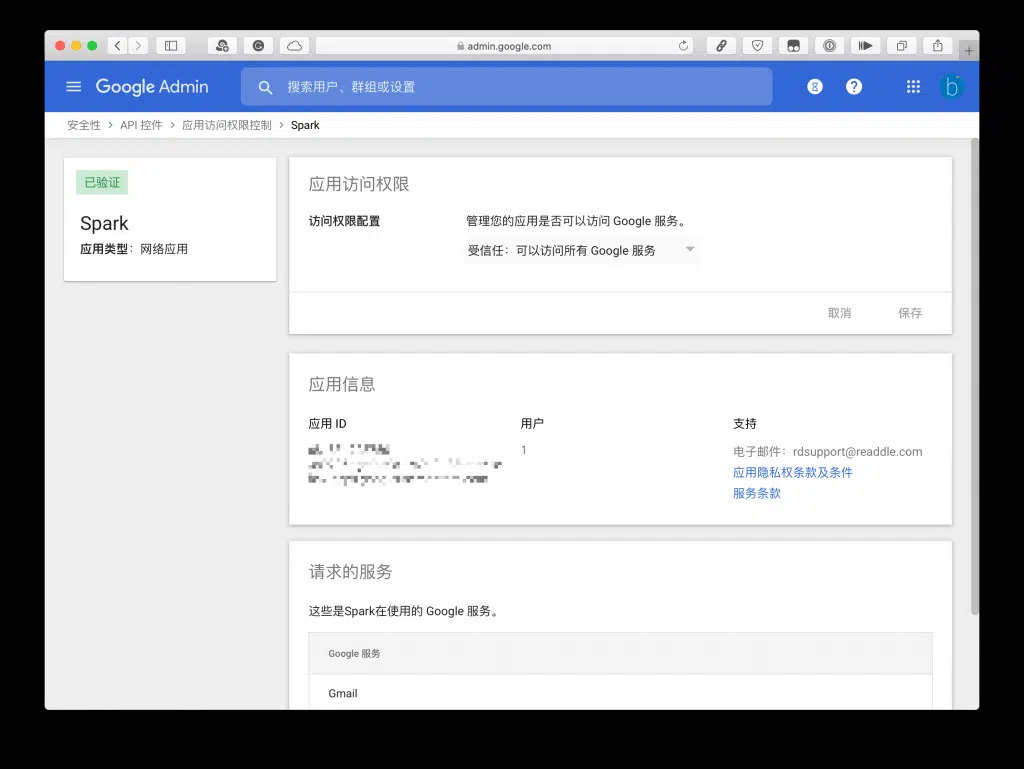 admin.google.com
Google Admin
搜索用户、群组或设置
b
安全性 > API 控件 > 应用访问权限控制 > Spark
已验证
Spark
应用类型：网络应用
应用访问权限
访问权限配置
管理您的应用是否可以访问 Google 服务。
受信任：可以访问所有 Google 服务
取消
保存
应用信息
应用 ID
用户
1
支持
电子邮件：rdsupport@readdle.com
应用隐私权条款及条件
服务条款
请求的服务
这些是Spark在使用的 Google 服务。
Google 服务
Gmail